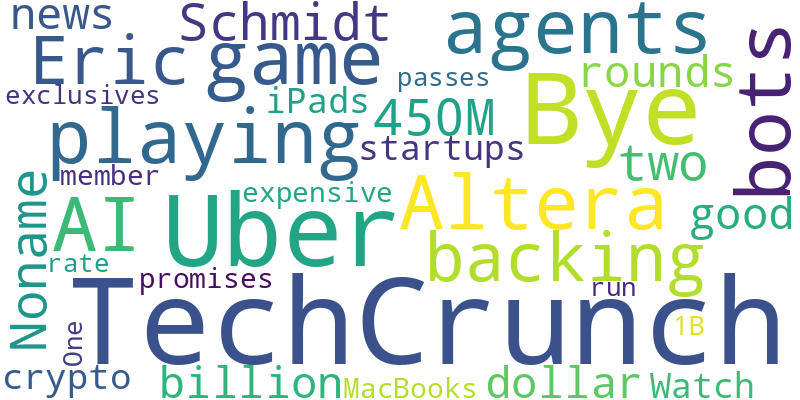 news
Schmidt
agents
Eric
game
passes
rounds
bots
exclusives
iPads
450M
Bye
playing
startups
two
member
expensive
Altera
good
Noname
AI
Uber
backing
rate
promises
run
TechCrunch
1B
One
crypto
billion
MacBooks
dollar
Watch